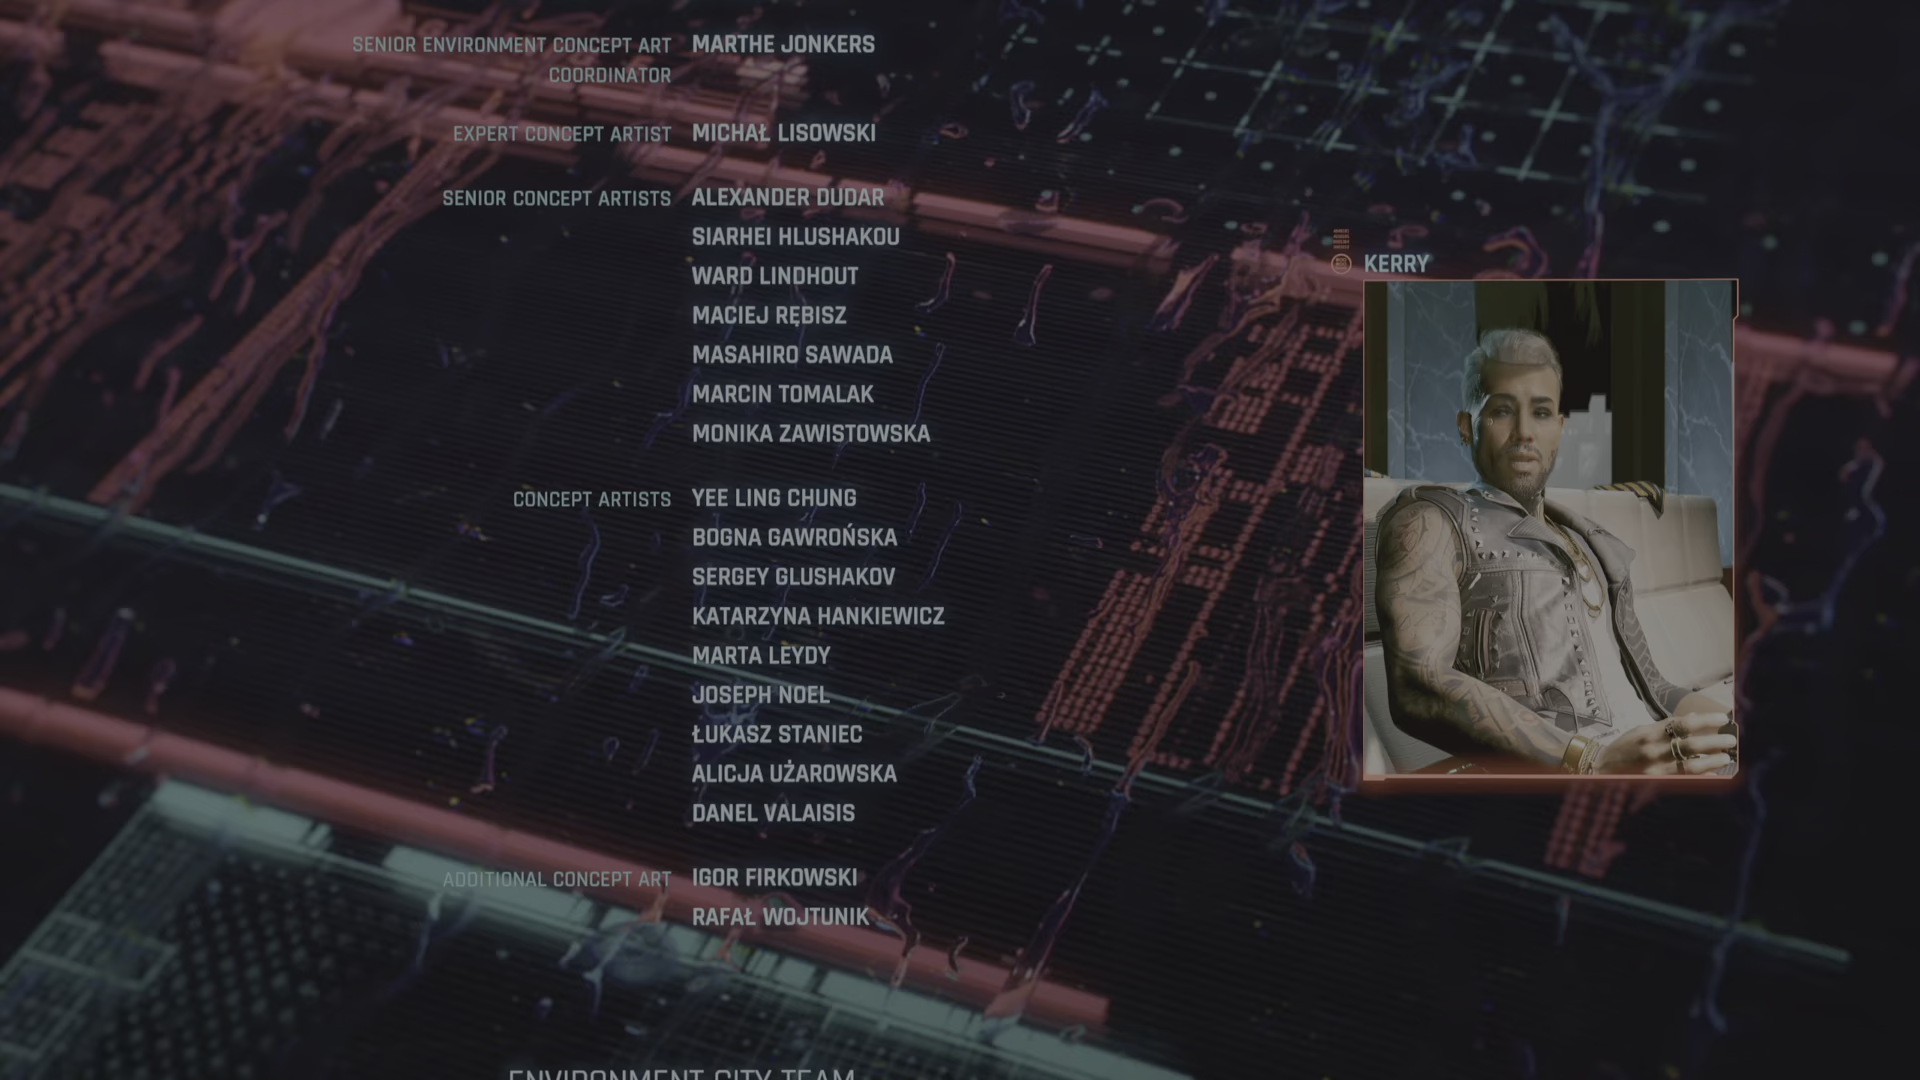 SENIOR ENVIRONMENT CONCEPT ART MARTHE JONKERS
COORDINATOR
EXPERT CONCEPT ARTIST MICHAŁ LISOWSKI
SENIOR CONCEPT ARTISTS ALEXANDER DUDAR
SIARHEI HLUSHAKOU
WARD LINDHOUT
MACIEJ RĘBISZ
MASAHIRO SAWADA
MARCIN TOMALAK
MONIKA ZAWISTOWSKA
CONCEPT ARTISTS YEE LING CHUNG
BOGNA GAWROŃSKA
SERGEY GLUSHAKOV
KATARZYNA HANKIEWICZ
MARTA LEYDY
JOSEPH NOEL
ŁUKASZ STANIEC
ALICJA UŻAROWSKA
DANEL VALAISIS
ADDITIONAL CONCEPT ART IGOR FIRKOWSKI
RAFAŁ WOJTUNIK
ENVIRONMENT CITY TEAM
KERRY